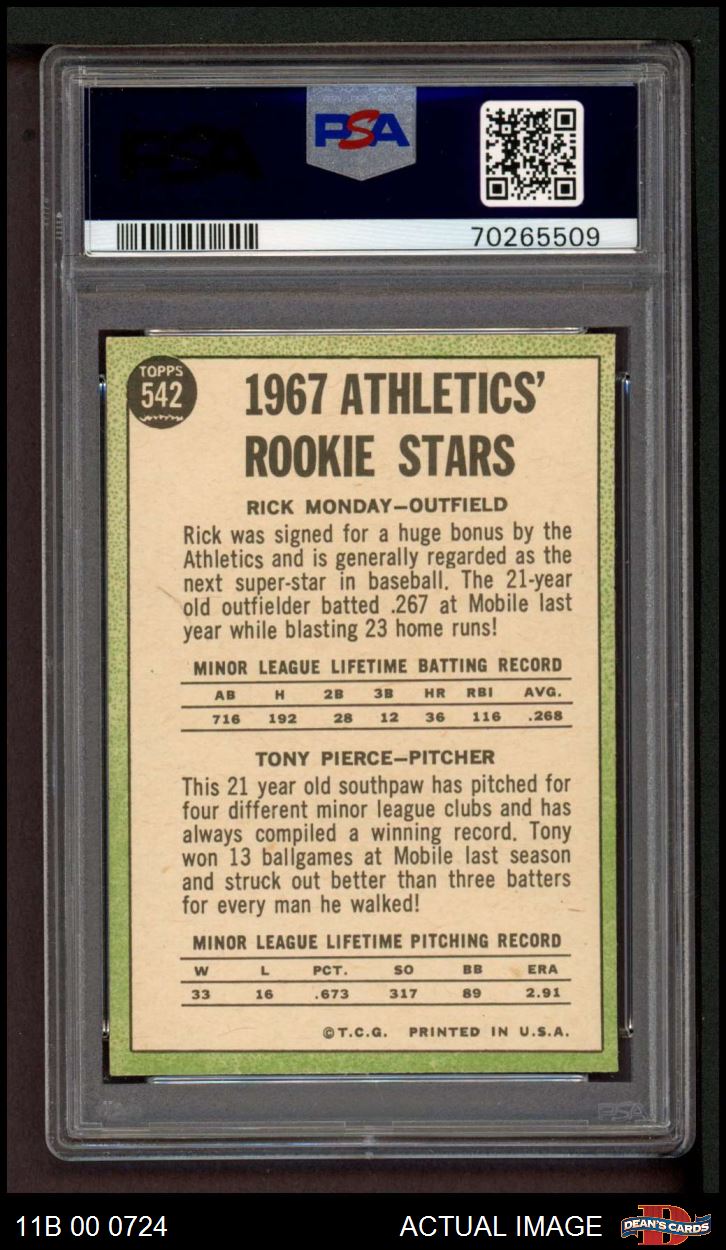 PSA
PSA
70265509
TOPPS
542
1967 ATHLETICS'
ROOKIE STARS
RICK MONDAY—OUTFIELD
Rick was signed for a huge bonus by the
Athletics and is generally regarded as the
next super-star in baseball. The 21-year
old outfielder batted .267 at Mobile last
year while blasting 23 home runs!
MINOR LEAGUE LIFETIME BATTING RECORD
AB H 2B 3B HR RBI AVG.
716 192 28 12 36 116 .268
TONY PIERCE—PITCHER
This 21 year old southpaw has pitched for
four different minor league clubs and has
always compiled a winning record. Tony
won 13 ballgames at Mobile last season
and struck out better than three batters
for every man he walked!
MINOR LEAGUE LIFETIME PITCHING RECORD
W L PCT. SO BB ERA
33 16 .673 317 89 2.91
©T.C.G. PRINTED IN U.S.A.
PSA
11B 00 0724
ACTUAL IMAGE
DEAN'S CARDS